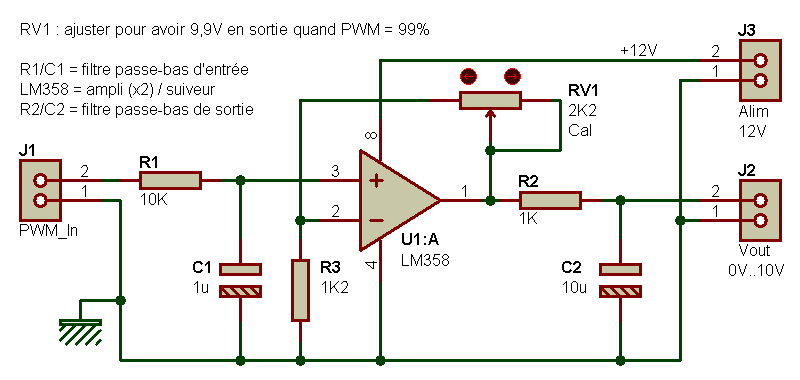 RV1 : ajuster pour avoir 9,9V en sortie quand PWM = 99%
R1/C1 = filtre passe-bas d'entrée
LM358 = ampli (x2) / suiveur
R2/C2 = filtre passe-bas de sortie
+12V
J3
2
1
Alim
12V
RV1
2K2
Cal
8
J1
2
1
PWM_In
R1
10K
3
2
1
4
U1:A
LM358
R2
1K
J2
2
1
Vout
0V..10V
C1
1u
R3
1K2
C2
10u